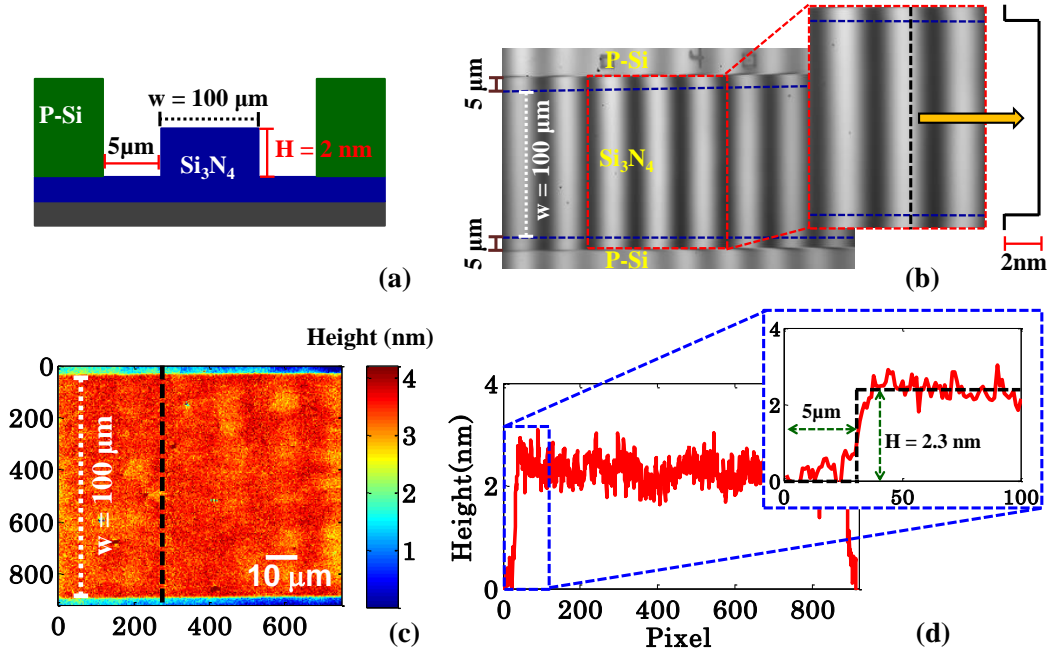 (a)
P-Si
w = 100 μm
5μm
H = 2 nm
Si₃N₄
(b)
P-Si
5 μm
w = 100 μm
Si₃N₄
5 μm
P-Si
2nm
Height (nm)
0
200
400
600
800
0
200
400
600
w = 100 μm
10 μm
4
3
2
1
(c)
Height(nm)
4
2
0
0
200
400
600
800
Pixel
(d)
4
2
0
0
50
100
5μm
H = 2.3 nm